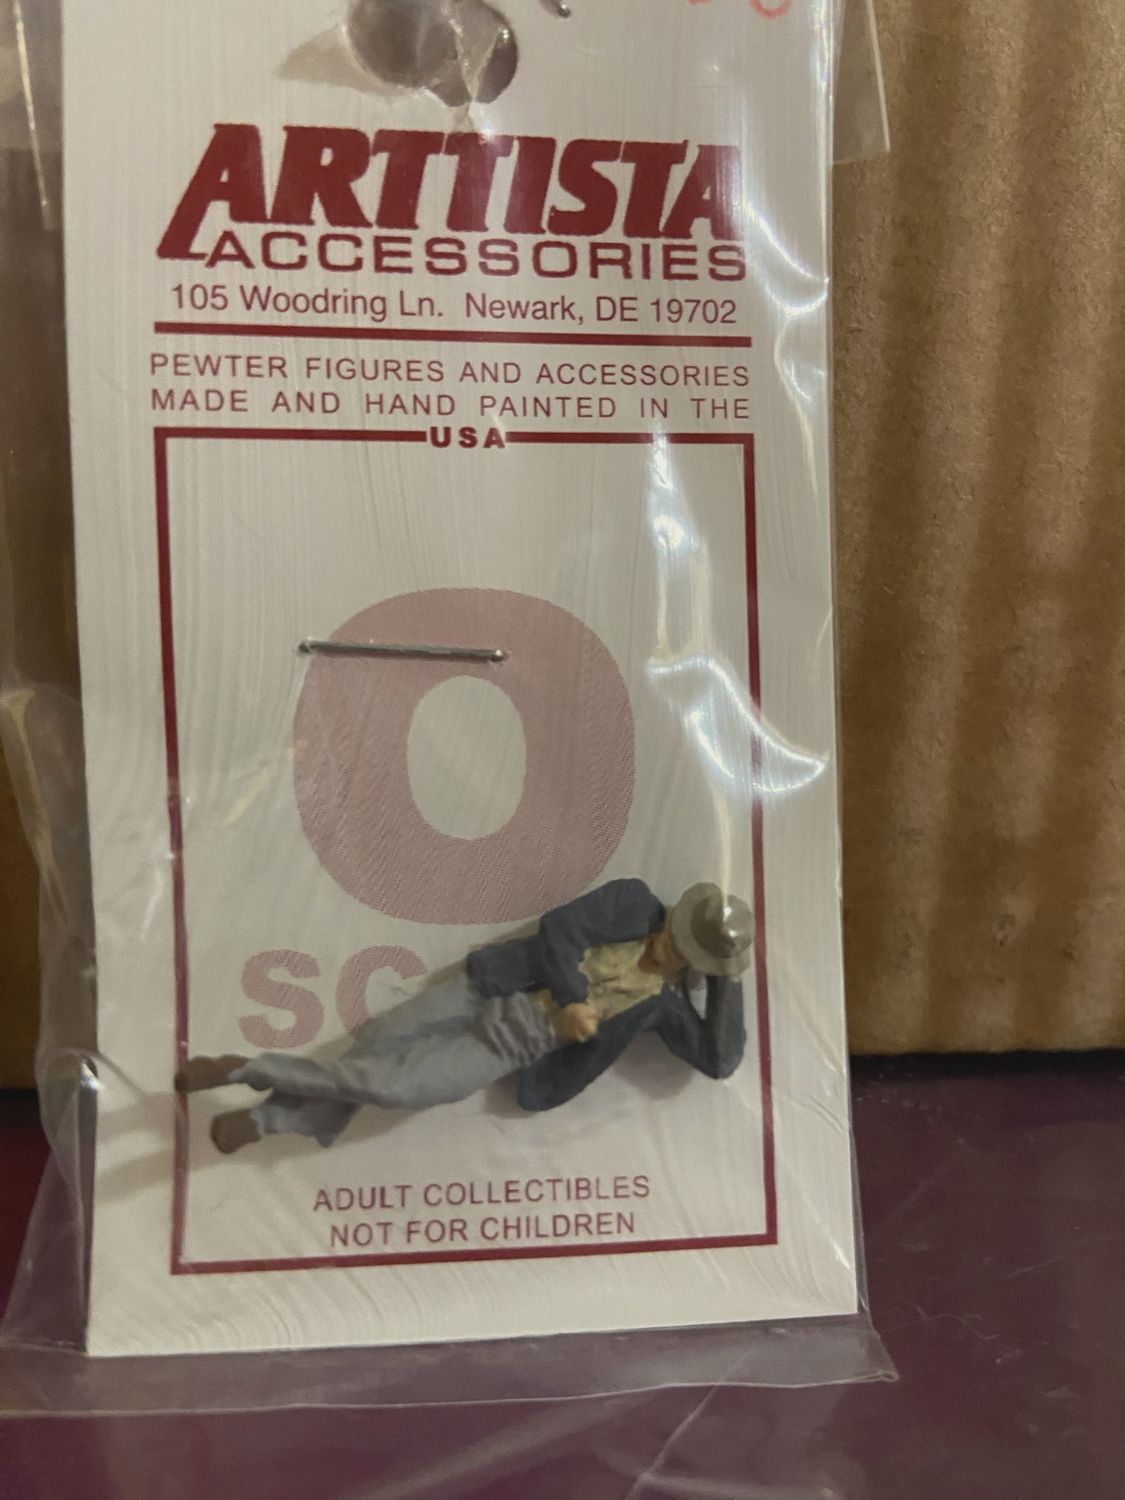 ARTTISTA
ACCESSORIES
105 Woodring Ln. Newark, DE 19702
PEWTER FIGURES AND ACCESSORIES
MADE AND HAND PAINTED IN THE
USA
O
ADULT COLLECTIBLES
NOT FOR CHILDREN